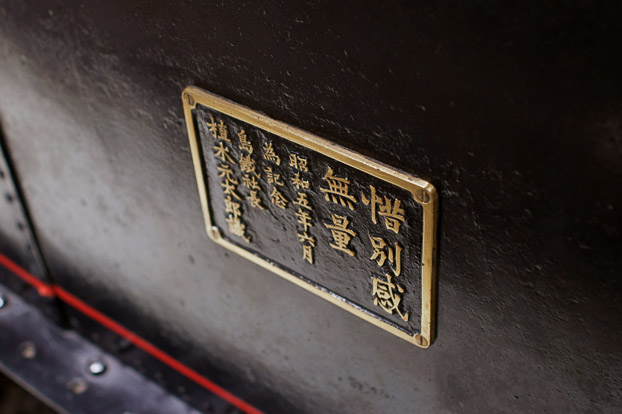 惜別感
無量
昭和五年六月
為記念
島鐵社長
植木元太郎識